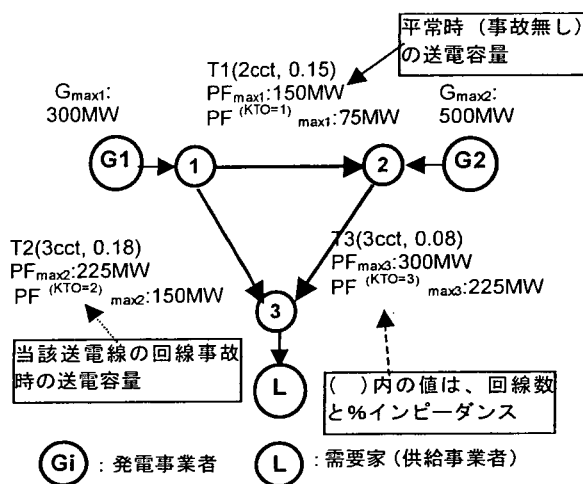 平常時（事故無し）
の送電容量
T1(2cct, 0.15)
PFmax1:150MW
PF (KTO=1) max1:75MW
Gmax1:
300MW
Gmax2:
500MW
G1
1
2
G2
T2(3cct, 0.18)
PFmax2:225MW
PF (KTO=2) max2:150MW
T3(3cct, 0.08)
PFmax3:300MW
PF (KTO=3) max3:225MW
3
当該送電線の回線事故
時の送電容量
L
（ ）内の値は、回線数
と%インピーダンス
Gi : 発電事業者
L : 需要家（供給事業者）